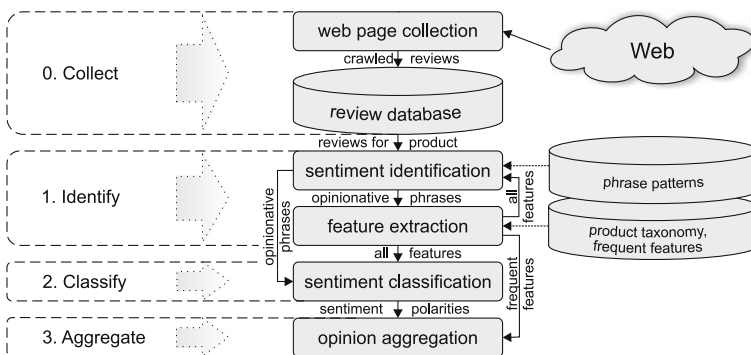 web page collection
Web
crawled reviews
0. Collect
review database
reviews for product
sentiment identification
phrase patterns
1. Identify
opinionative phrases
all features
opinionative phrases
feature extraction
product taxonomy,
frequent features
all features
2. Classify
sentiment classification
frequent features
sentiment polarities
3. Aggregate
opinion aggregation